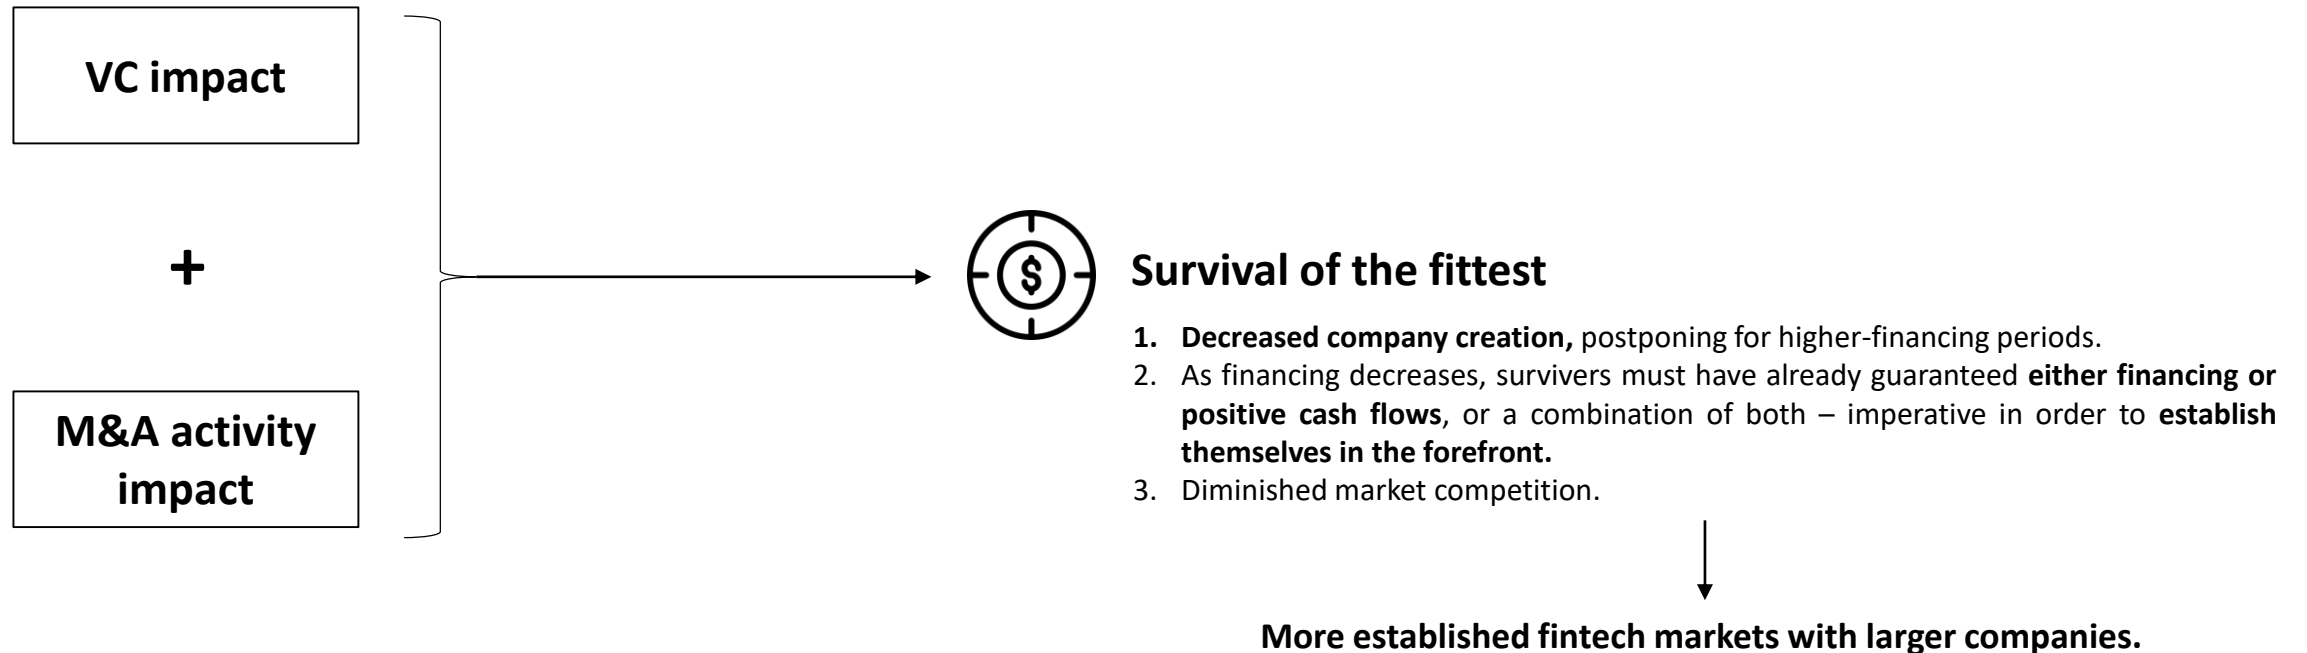 VC impact
+
M&A activity
impact
$
Survival of the fittest
1. Decreased company creation, postponing for higher-financing periods.
2. As financing decreases, survivers must have already guaranteed either financing or
positive cash flows, or a combination of both – imperative in order to establish
themselves in the forefront.
3. Diminished market competition.
More established fintech markets with larger companies.